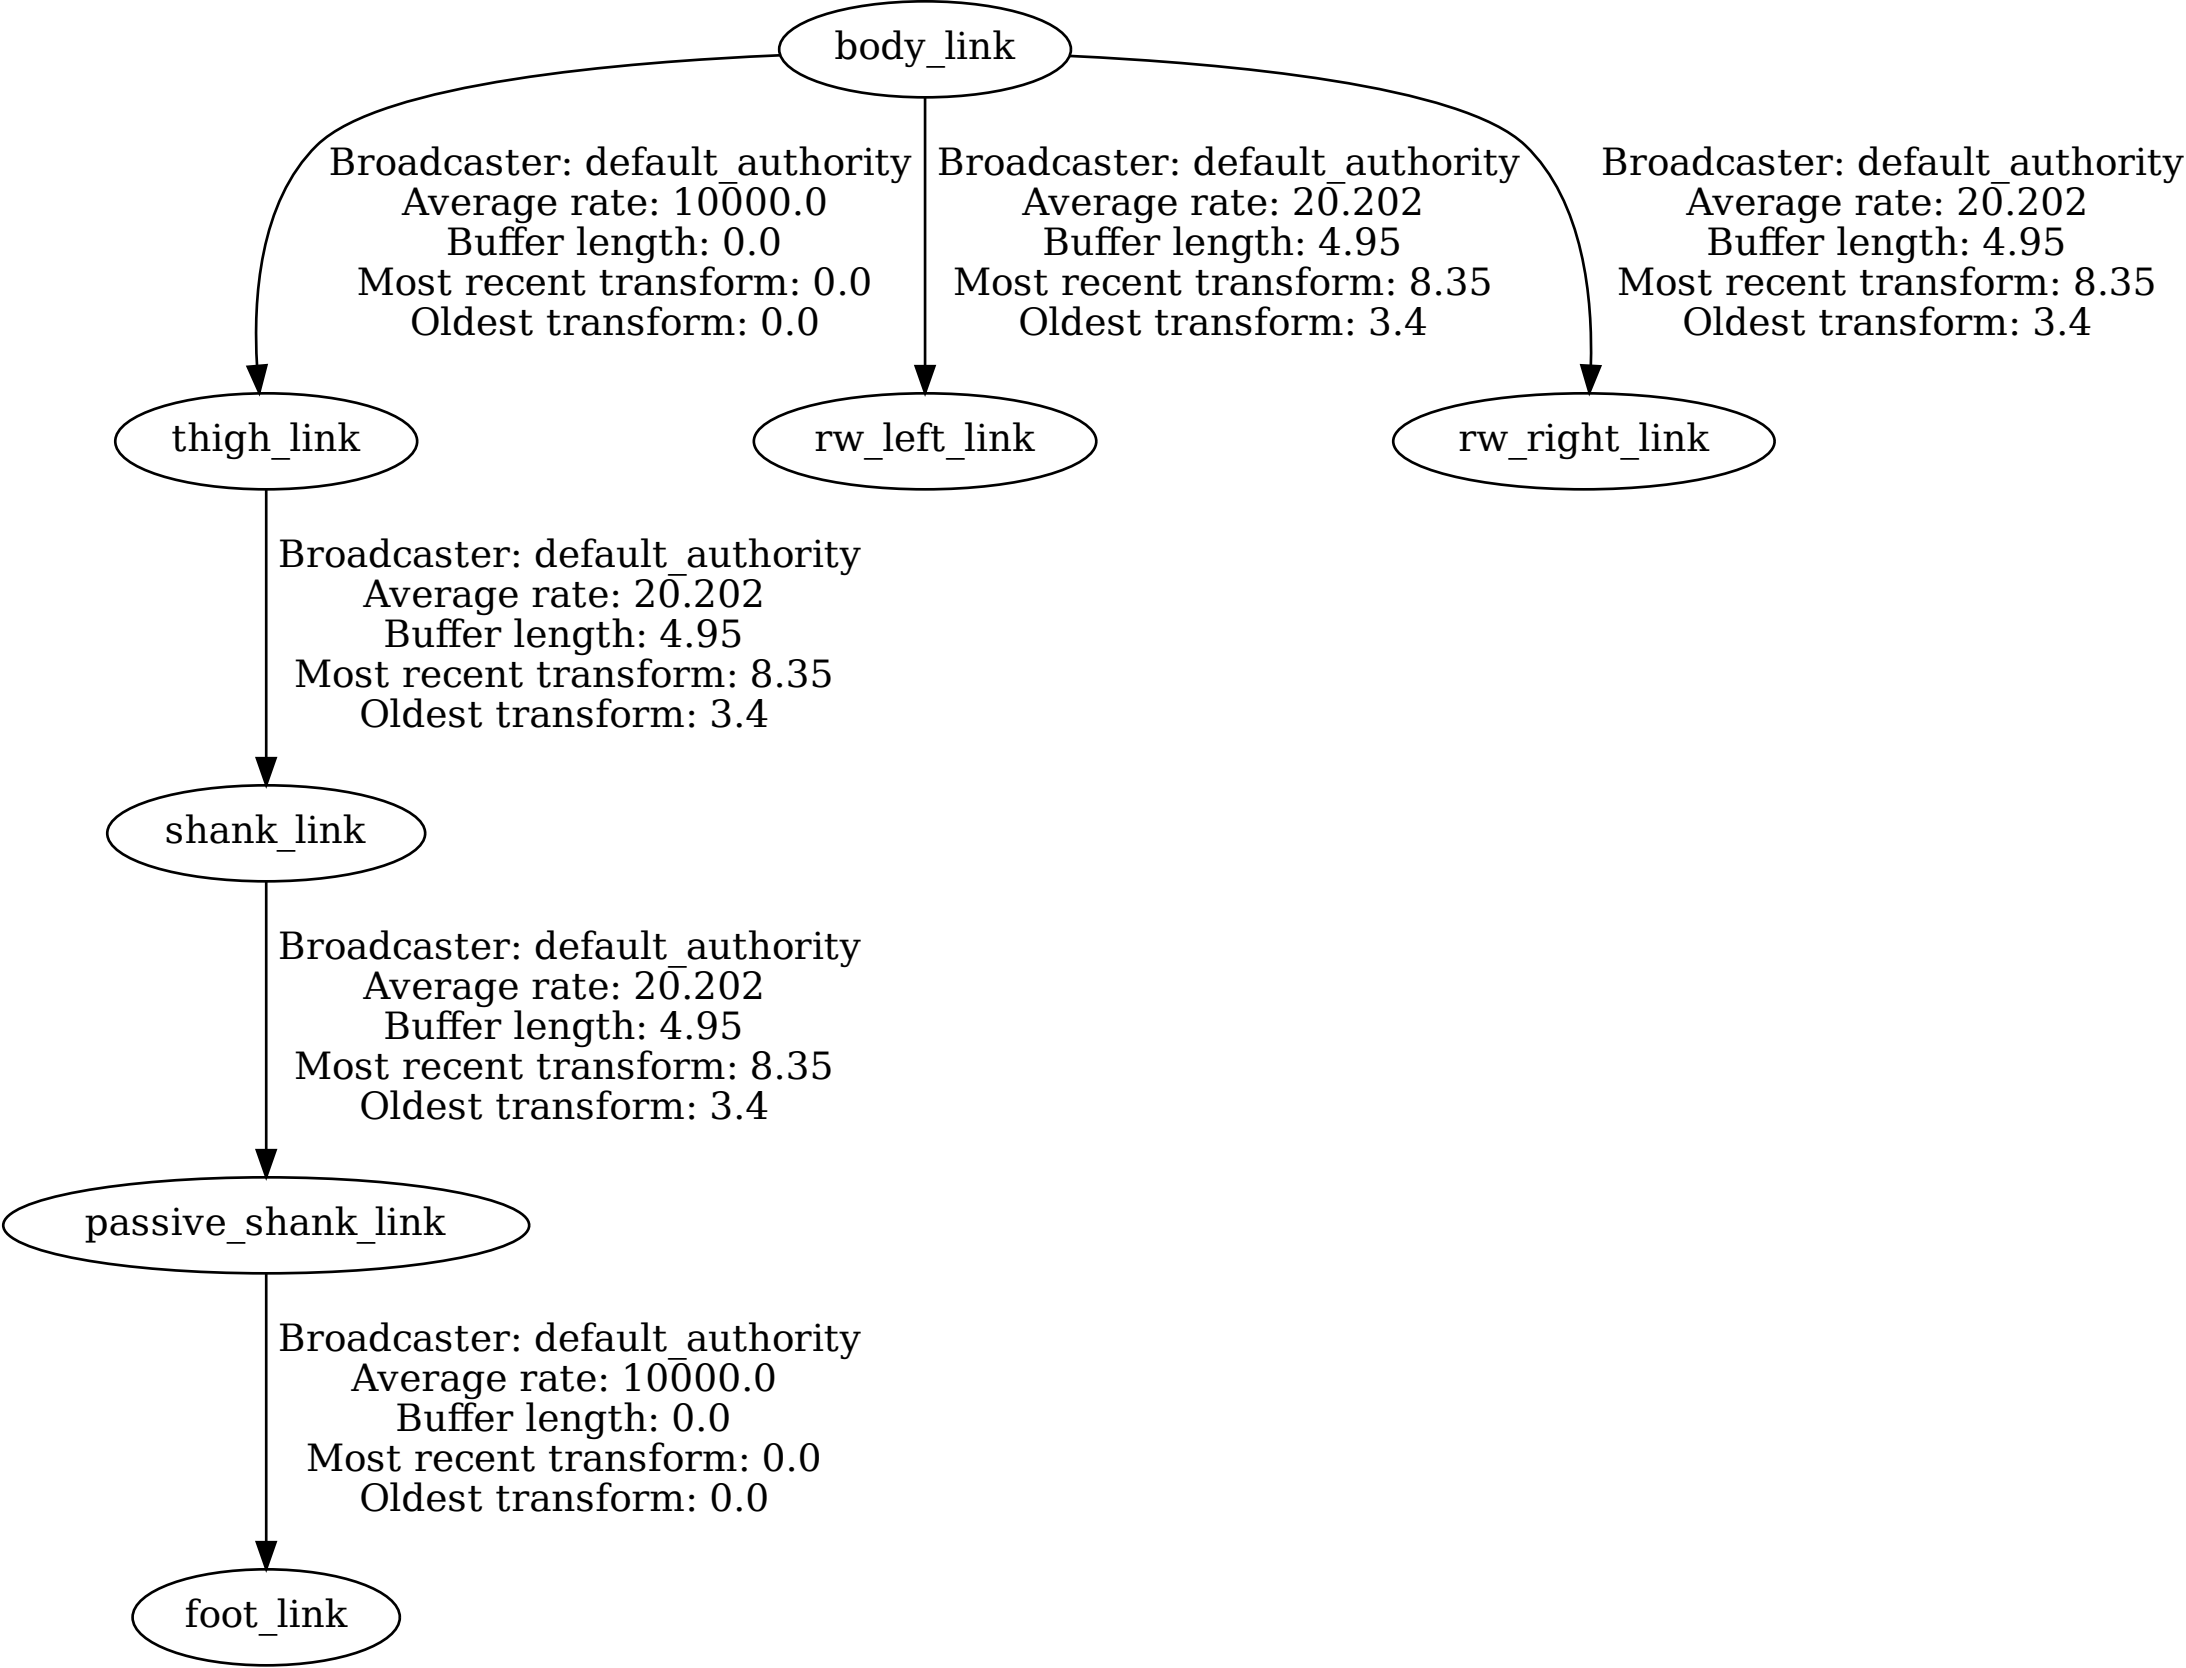 body_link
Broadcaster: default_authority
Average rate: 10000.0
Buffer length: 0.0
Most recent transform: 0.0
Oldest transform: 0.0
Broadcaster: default_authority
Average rate: 20.202
Buffer length: 4.95
Most recent transform: 8.35
Oldest transform: 3.4
Broadcaster: default_authority
Average rate: 20.202
Buffer length: 4.95
Most recent transform: 8.35
Oldest transform: 3.4
thigh_link
rw_left_link
rw_right_link
Broadcaster: default_authority
Average rate: 20.202
Buffer length: 4.95
Most recent transform: 8.35
Oldest transform: 3.4
shank_link
Broadcaster: default_authority
Average rate: 20.202
Buffer length: 4.95
Most recent transform: 8.35
Oldest transform: 3.4
passive_shank_link
Broadcaster: default_authority
Average rate: 10000.0
Buffer length: 0.0
Most recent transform: 0.0
Oldest transform: 0.0
foot_link